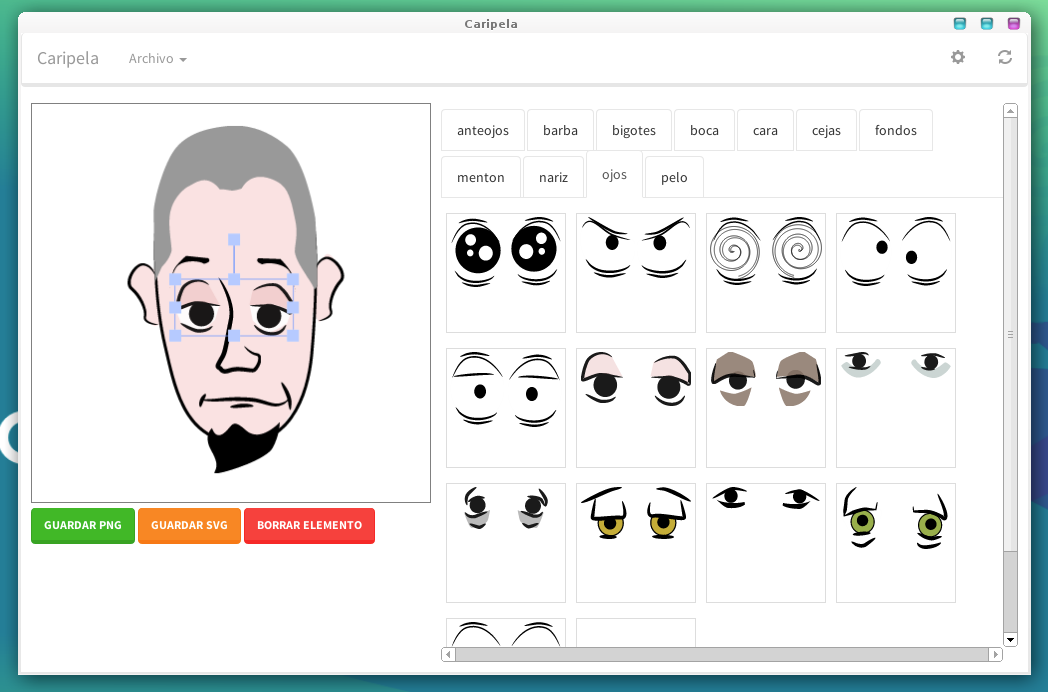 Caripela
Caripela Archivo
anteojos barba bigotes boca cara cejas fondos
menton nariz ojos pelo
GUARDAR PNG GUARDAR SVG BORRAR ELEMENTO